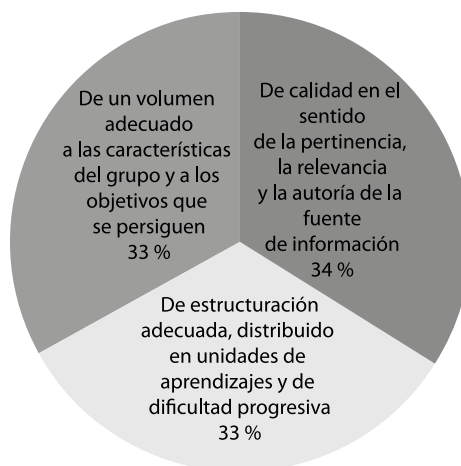 De un volumen
adecuado
a las características
del grupo y a los
objetivos que
se persiguen
33 %
De calidad en el
sentido
de la pertinencia,
la relevancia
y la autoría de la
fuente
de información
34 %
De estructuración
adecuada, distribuido
en unidades de
aprendizajes y de
dificultad progresiva
33 %